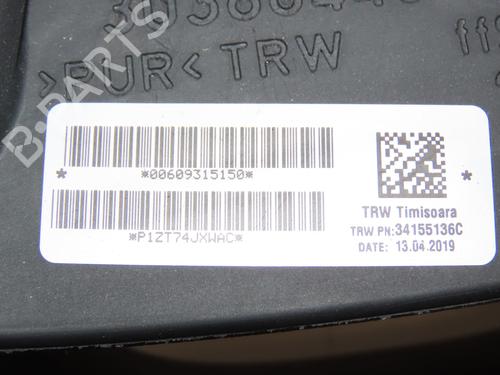 >PUR< TRW
B-PARTS
*00609315150*
*P1ZT74JXWAC*
TRW Timisoara
TRW PN:34155136C
DATE: 13.04.2019